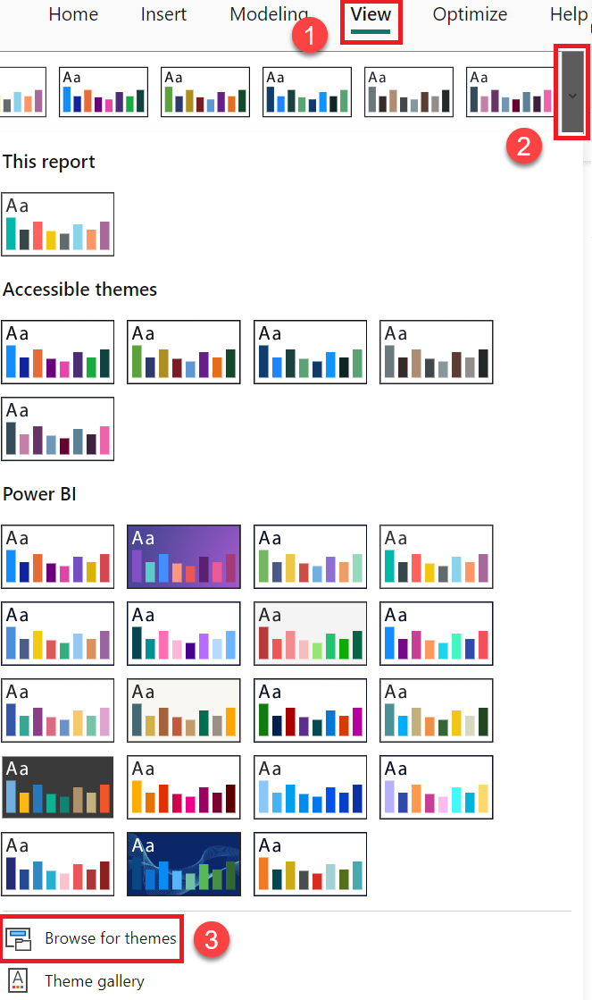 Home Insert Modeling View Optimize Help
1
Aa Aa Aa Aa Aa
2
This report
Aa
Accessible themes
Aa Aa Aa Aa
Aa
Power BI
Aa Aa Aa Aa
Aa Aa Aa Aa
Aa Aa Aa Aa
Aa Aa Aa Aa
Aa Aa Aa
Browse for themes 3
A Theme gallery